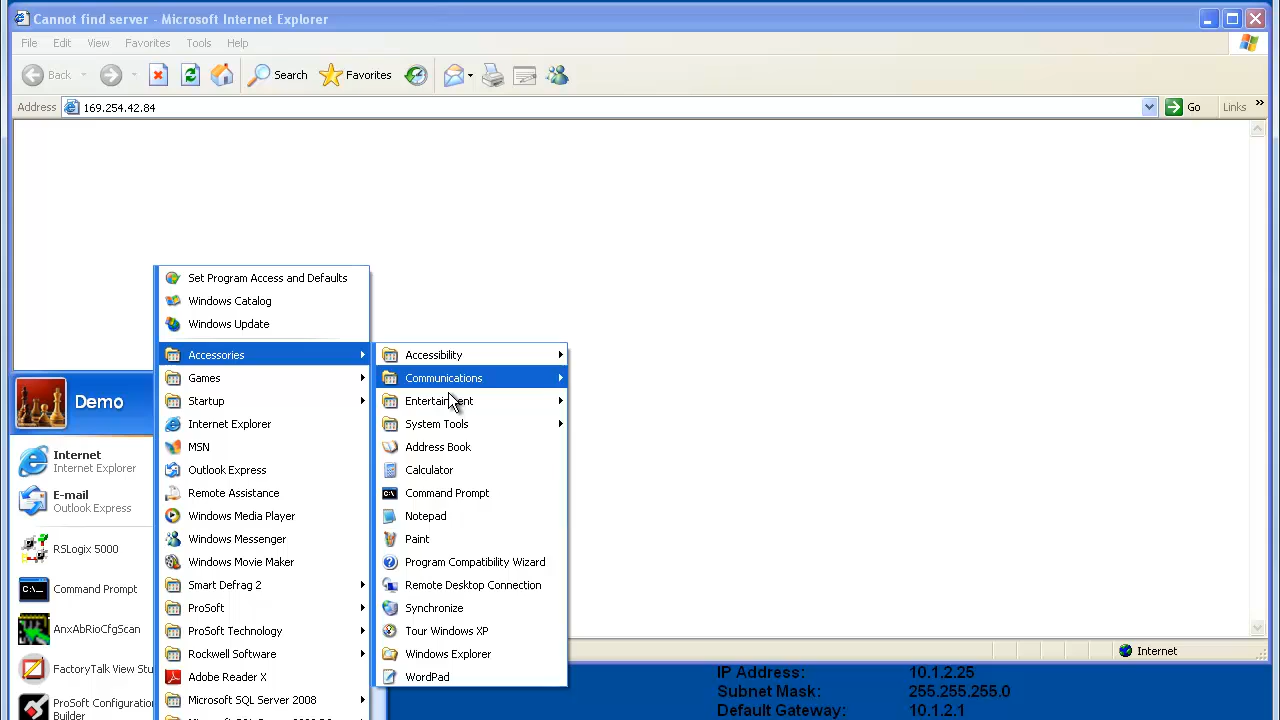 Cannot find server - Microsoft Internet Explorer
File Edit View Favorites Tools Help
Back Search Favorites
Address 169.254.42.84 Go Links »
Set Program Access and Defaults
Windows Catalog
Windows Update
Accessories
Games
Startup
Internet Explorer
MSN
Outlook Express
Remote Assistance
Windows Media Player
Windows Messenger
Windows Movie Maker
Smart Defrag 2
ProSoft
ProSoft Technology
Rockwell Software
Adobe Reader
Microsoft SQL Server 2008
Accessibility
Communications
Entertainment
System Tools
Address Book
Calculator
C:\
Command Prompt
Notepad
Paint
Program Compatibility Wizard
Remote Desktop Connection
Synchronize
Tour Windows XP
Windows Explorer
WordPad
Demo
Internet
Internet Explorer
E-mail
Outlook Express
RSLogix 5000
C:\_
Command Prompt
AnxAbRioCfgScan
FactoryTalk View Stu
ProSoft Configuration
Builder
Internet
IP Address: 10.1.2.25
Subnet Mask: 255.255.255.0
Default Gateway: 10.1.2.1